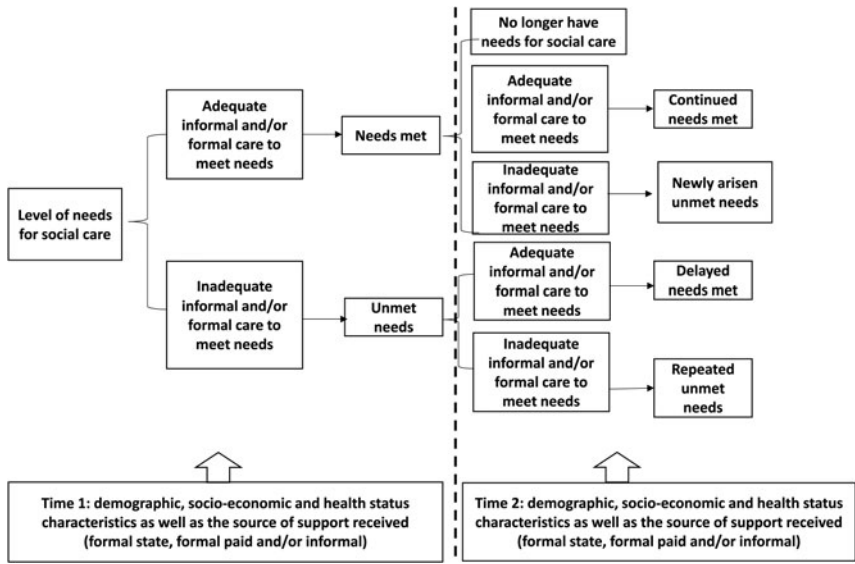 Level of needs
for social care
Adequate
informal and/or
formal care to
meet needs
Needs met
Inadequate
informal and/or
formal care to
meet needs
Unmet
needs
No longer have
needs for social care
Adequate
informal and/or
formal care to
meet needs
Continued
needs met
Inadequate
informal and/or
formal care to
meet needs
Newly arisen
unmet needs
Adequate
informal and/or
formal care to
meet needs
Delayed
needs met
Inadequate
informal and/or
formal care to
meet needs
Repeated
unmet
needs
Time 1: demographic, socio-economic and health status
characteristics as well as the source of support received
(formal state, formal paid and/or informal)
Time 2: demographic, socio-economic and health status
characteristics as well as the source of support received
(formal state, formal paid and/or informal)